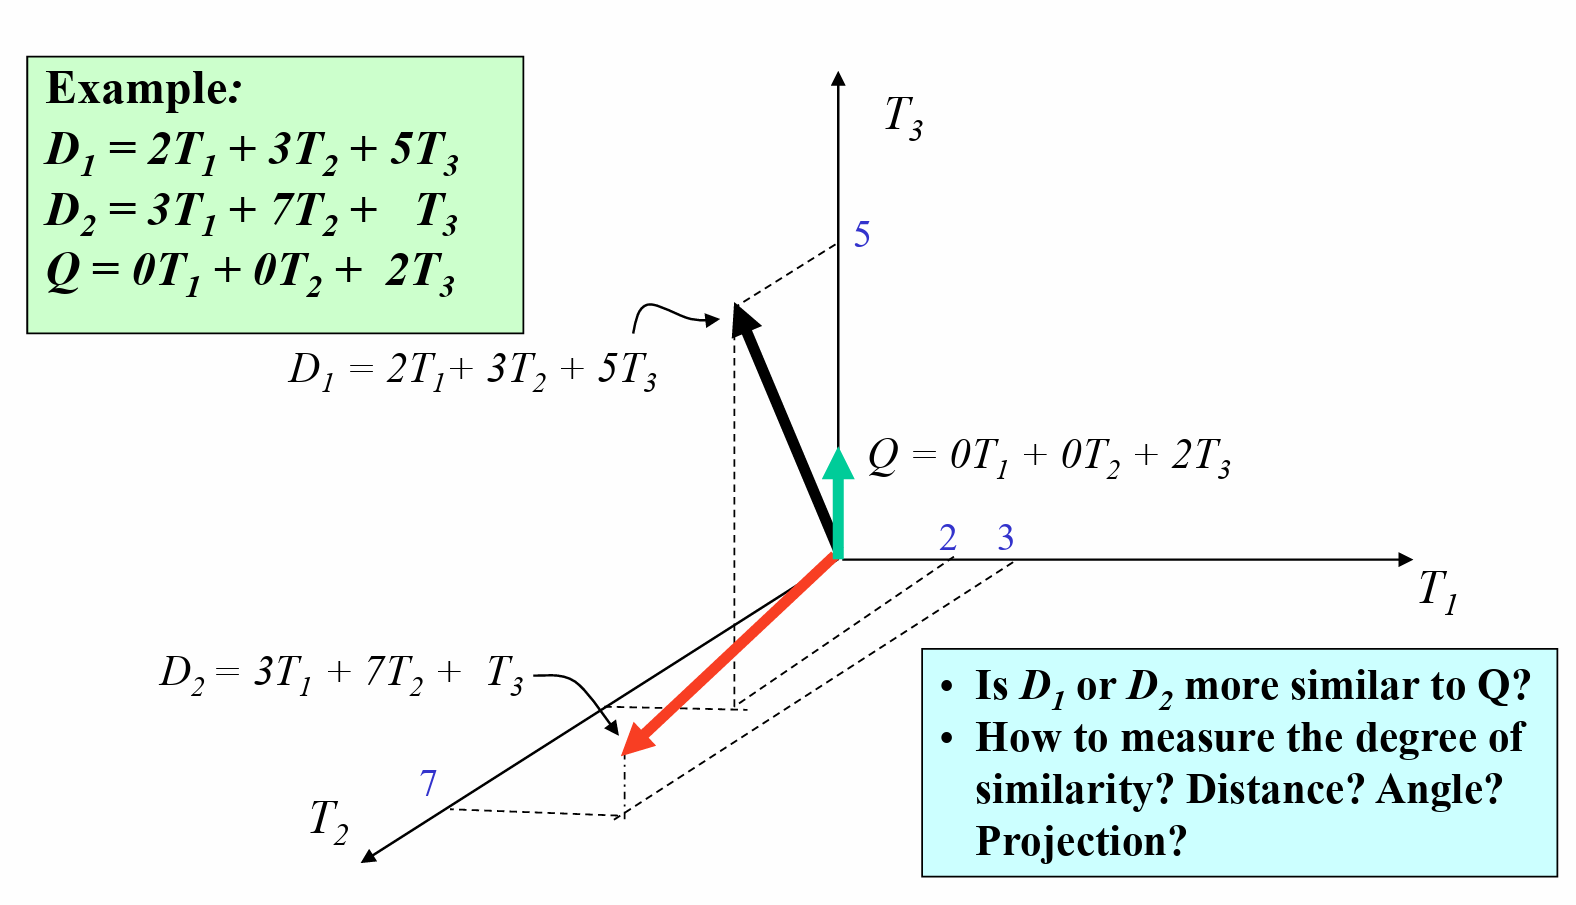 Example:
D₁ = 2T₁ + 3T₂ + 5T₃
D₂ = 3T₁ + 7T₂ + T₃
Q = 0T₁ + 0T₂ + 2T₃
T₃
5
D₁ = 2T₁+ 3T₂ + 5T₃
Q = 0T₁ + 0T₂ + 2T₃
2 3
T₁
D₂ = 3T₁ + 7T₂ + T₃
7
T₂
• Is D₁ or D₂ more similar to Q?
• How to measure the degree of
similarity? Distance? Angle?
Projection?